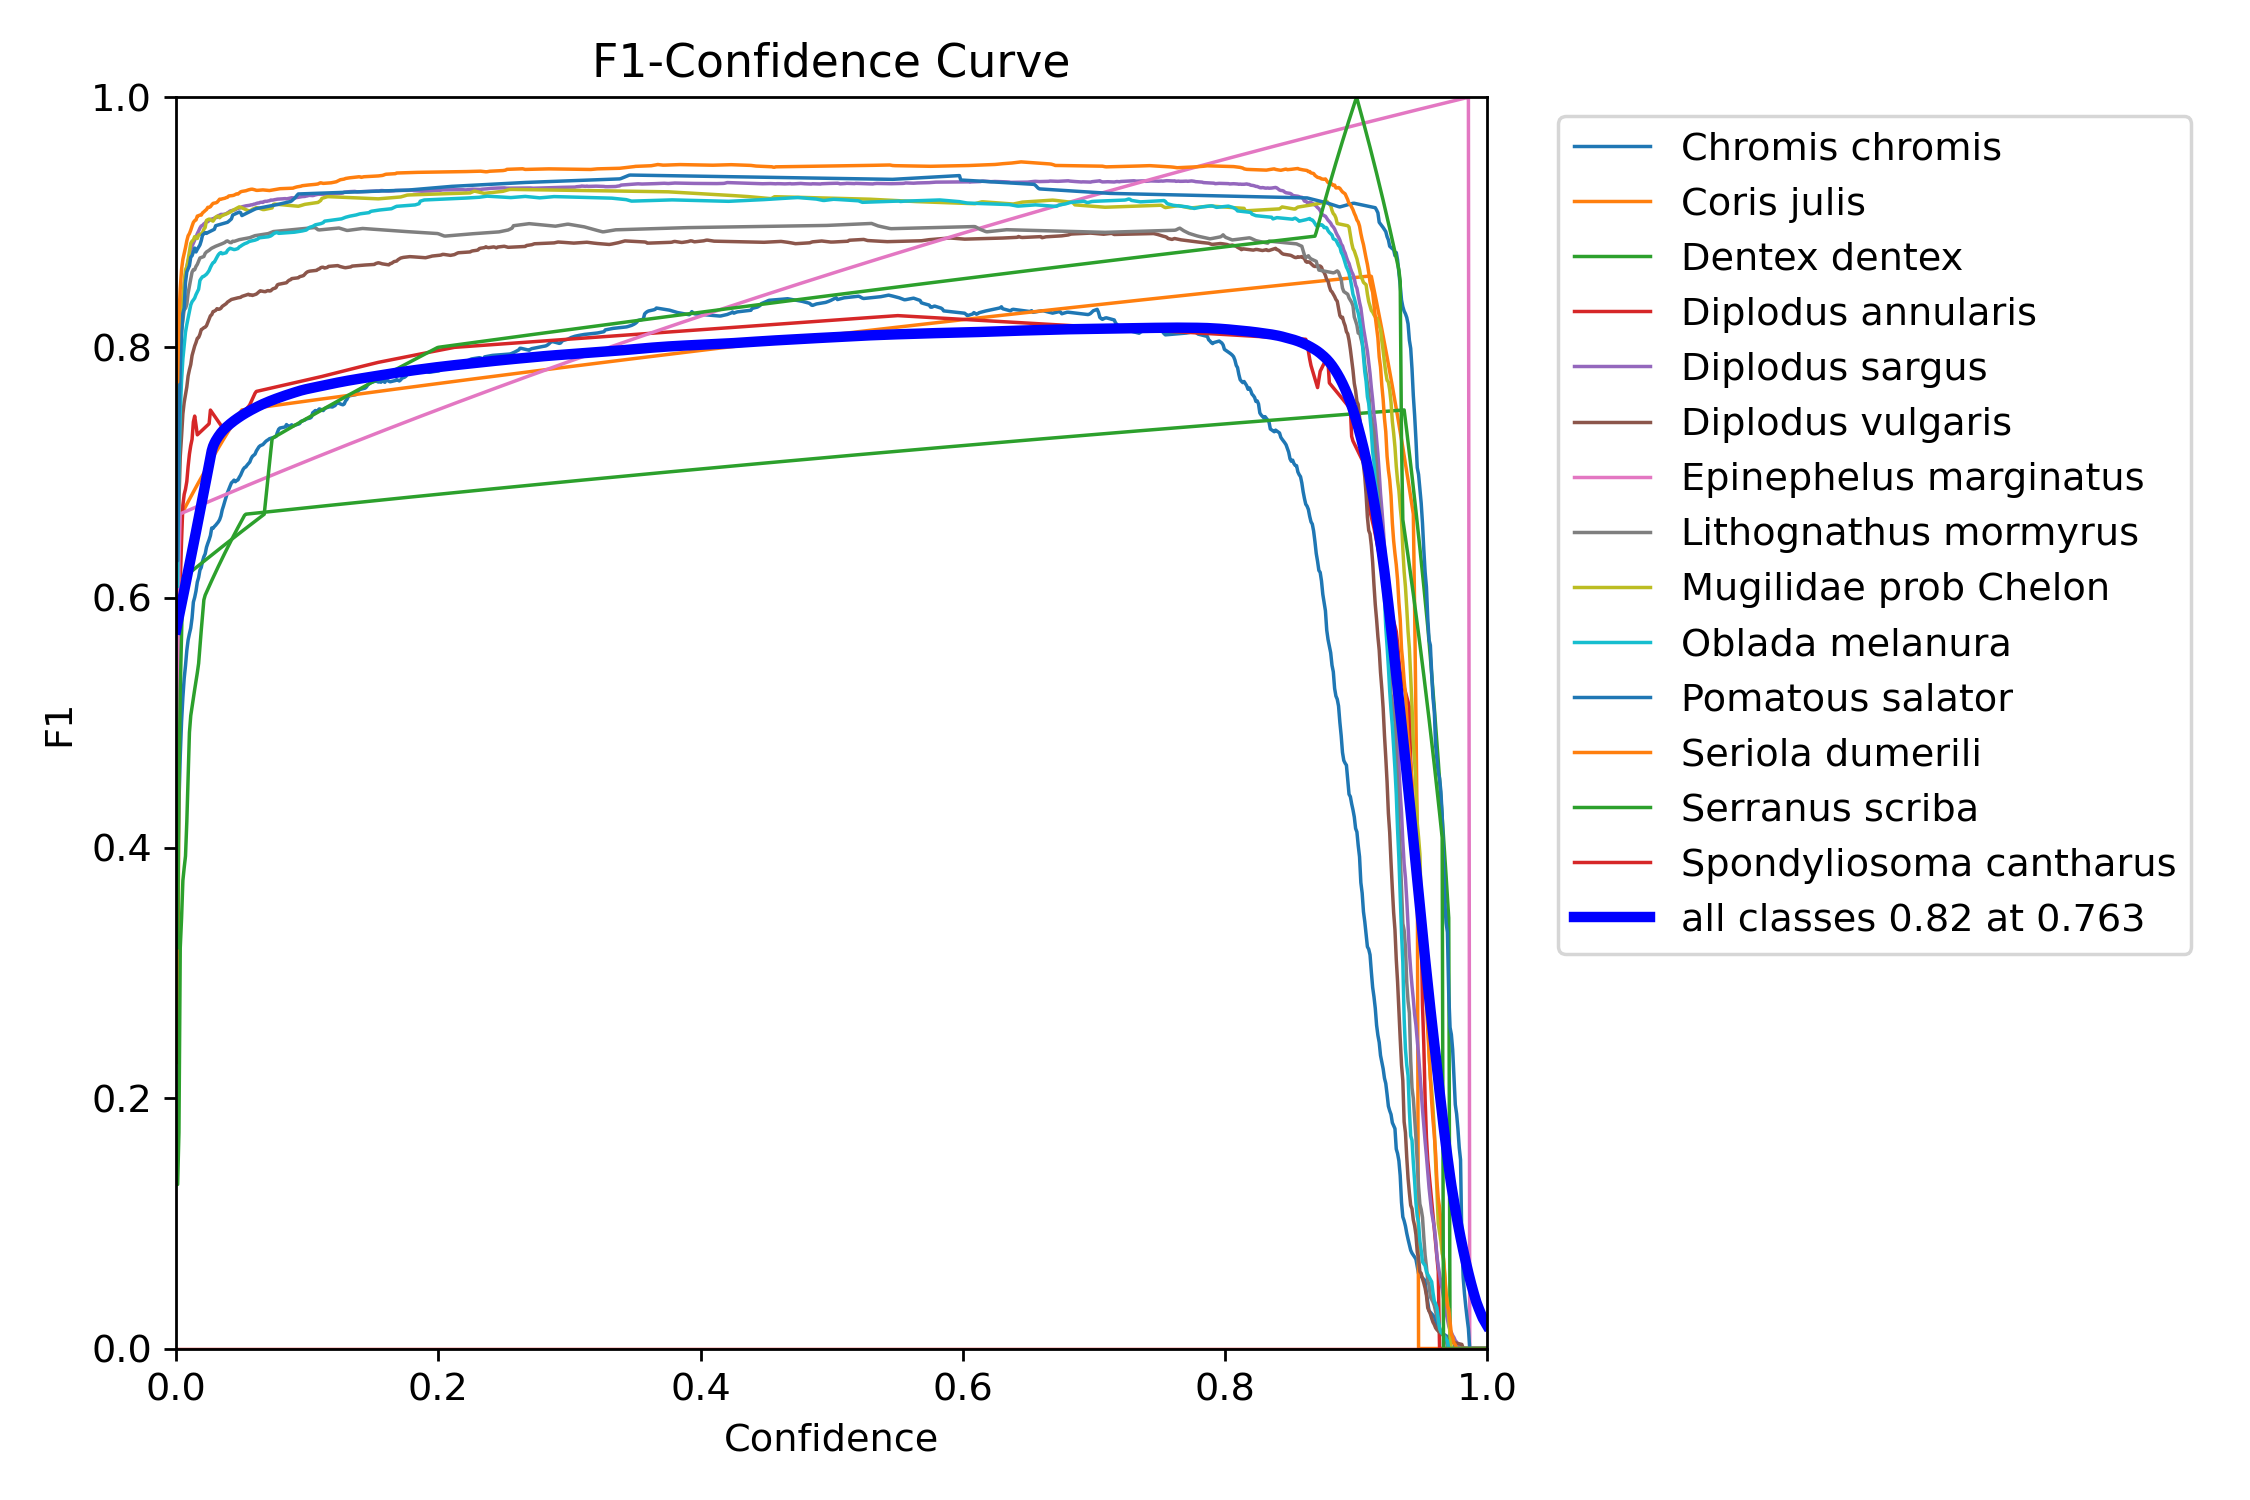 F1-Confidence Curve
1.0
0.8
0.6
0.4
0.2
0.0
F1
0.0 0.2 0.4 0.6 0.8 1.0
Confidence
Chromis chromis
Coris julis
Dentex dentex
Diplodus annularis
Diplodus sargus
Diplodus vulgaris
Epinephelus marginatus
Lithognathus mormyrus
Mugilidae prob Chelon
Oblada melanura
Pomatous salator
Seriola dumerili
Serranus scriba
Spondyliosoma cantharus
all classes 0.82 at 0.763